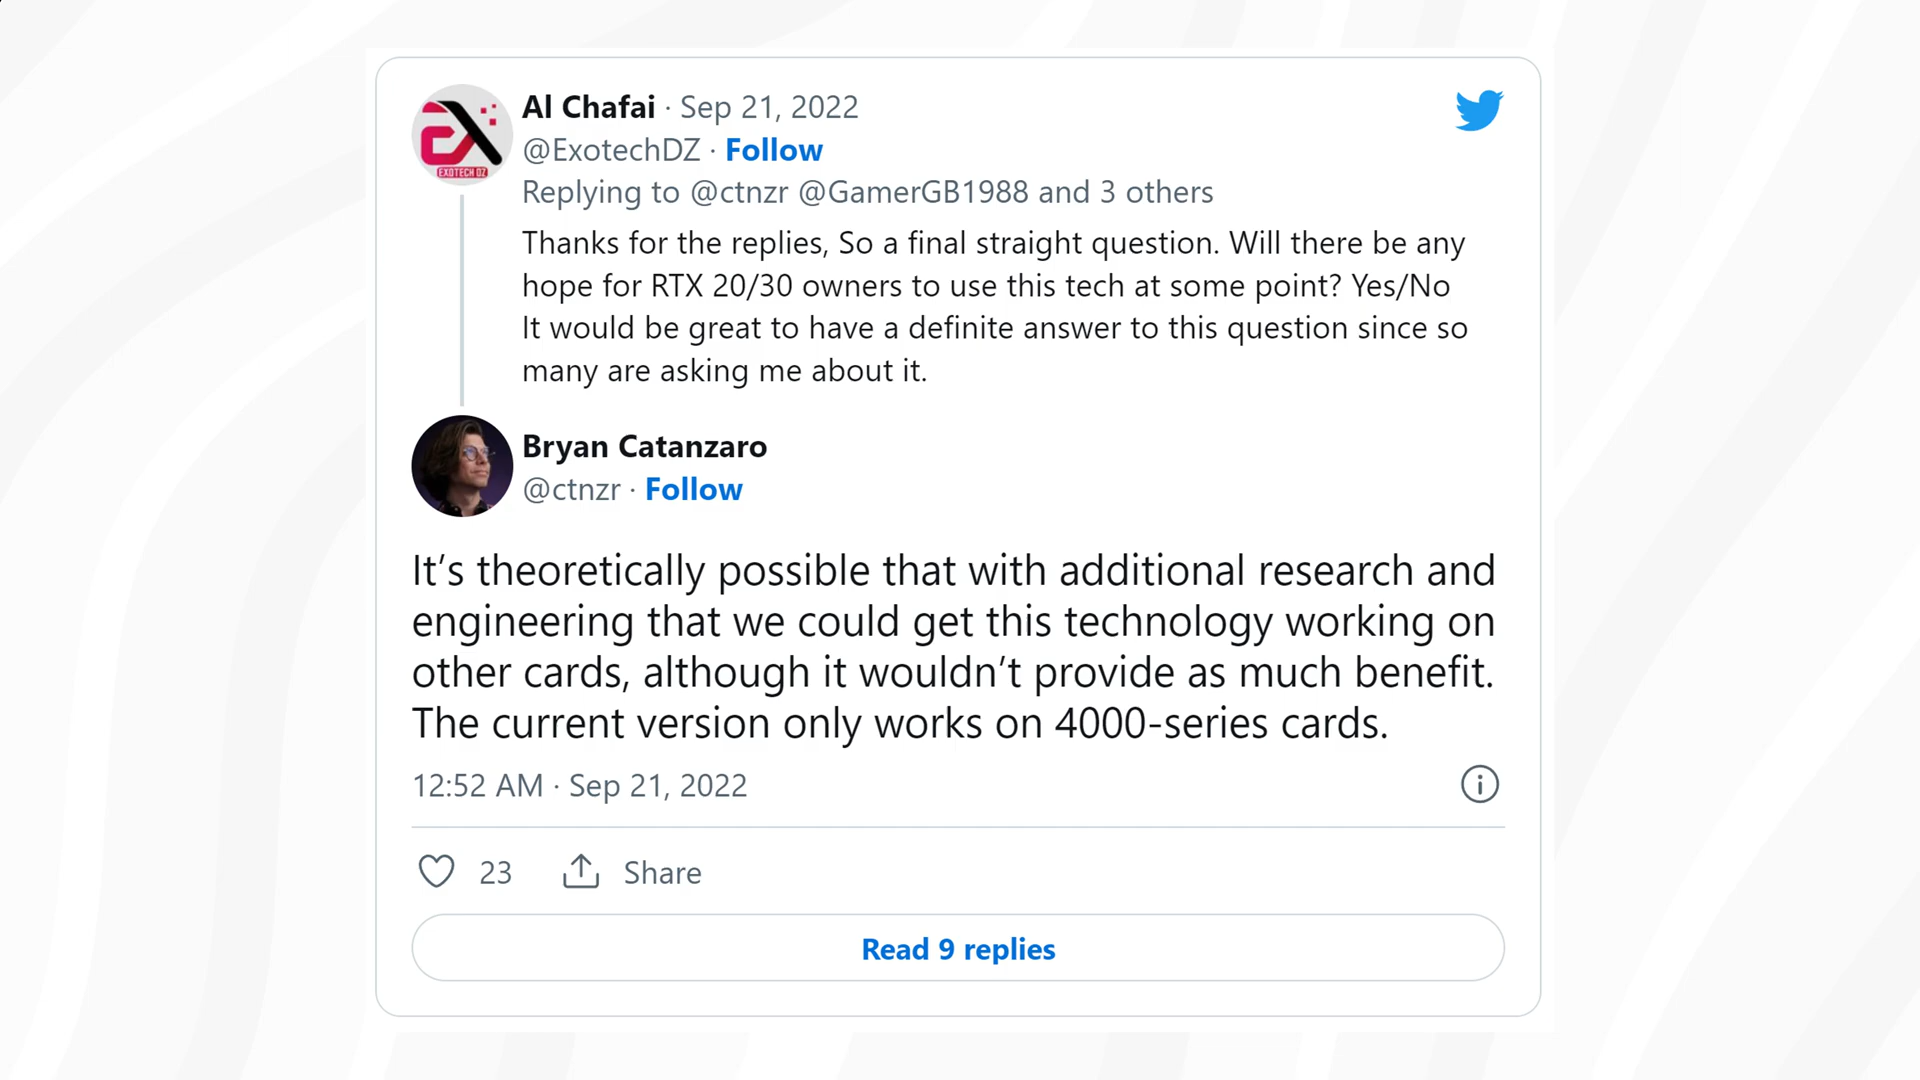 Al Chafai · Sep 21, 2022
@ExotechDZ · Follow
Replying to @ctnzr @GamerGB1988 and 3 others
Thanks for the replies, So a final straight question. Will there be any
hope for RTX 20/30 owners to use this tech at some point? Yes/No
It would be great to have a definite answer to this question since so
many are asking me about it.
EX
EXOTECH DZ
Bryan Catanzaro
@ctnzr · Follow
It’s theoretically possible that with additional research and
engineering that we could get this technology working on
other cards, although it wouldn’t provide as much benefit.
The current version only works on 4000-series cards.
12:52 AM · Sep 21, 2022
23 Share
Read 9 replies